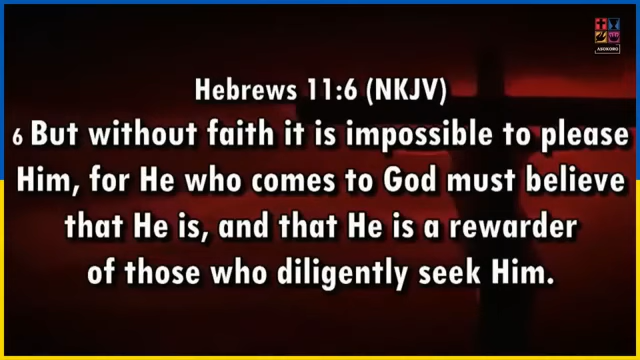 ASOKORO
Hebrews 11:6 (NKJV)
6 But without faith it is impossible to please
Him, for He who comes to God must believe
that He is, and that He is a rewarder
of those who diligently seek Him.